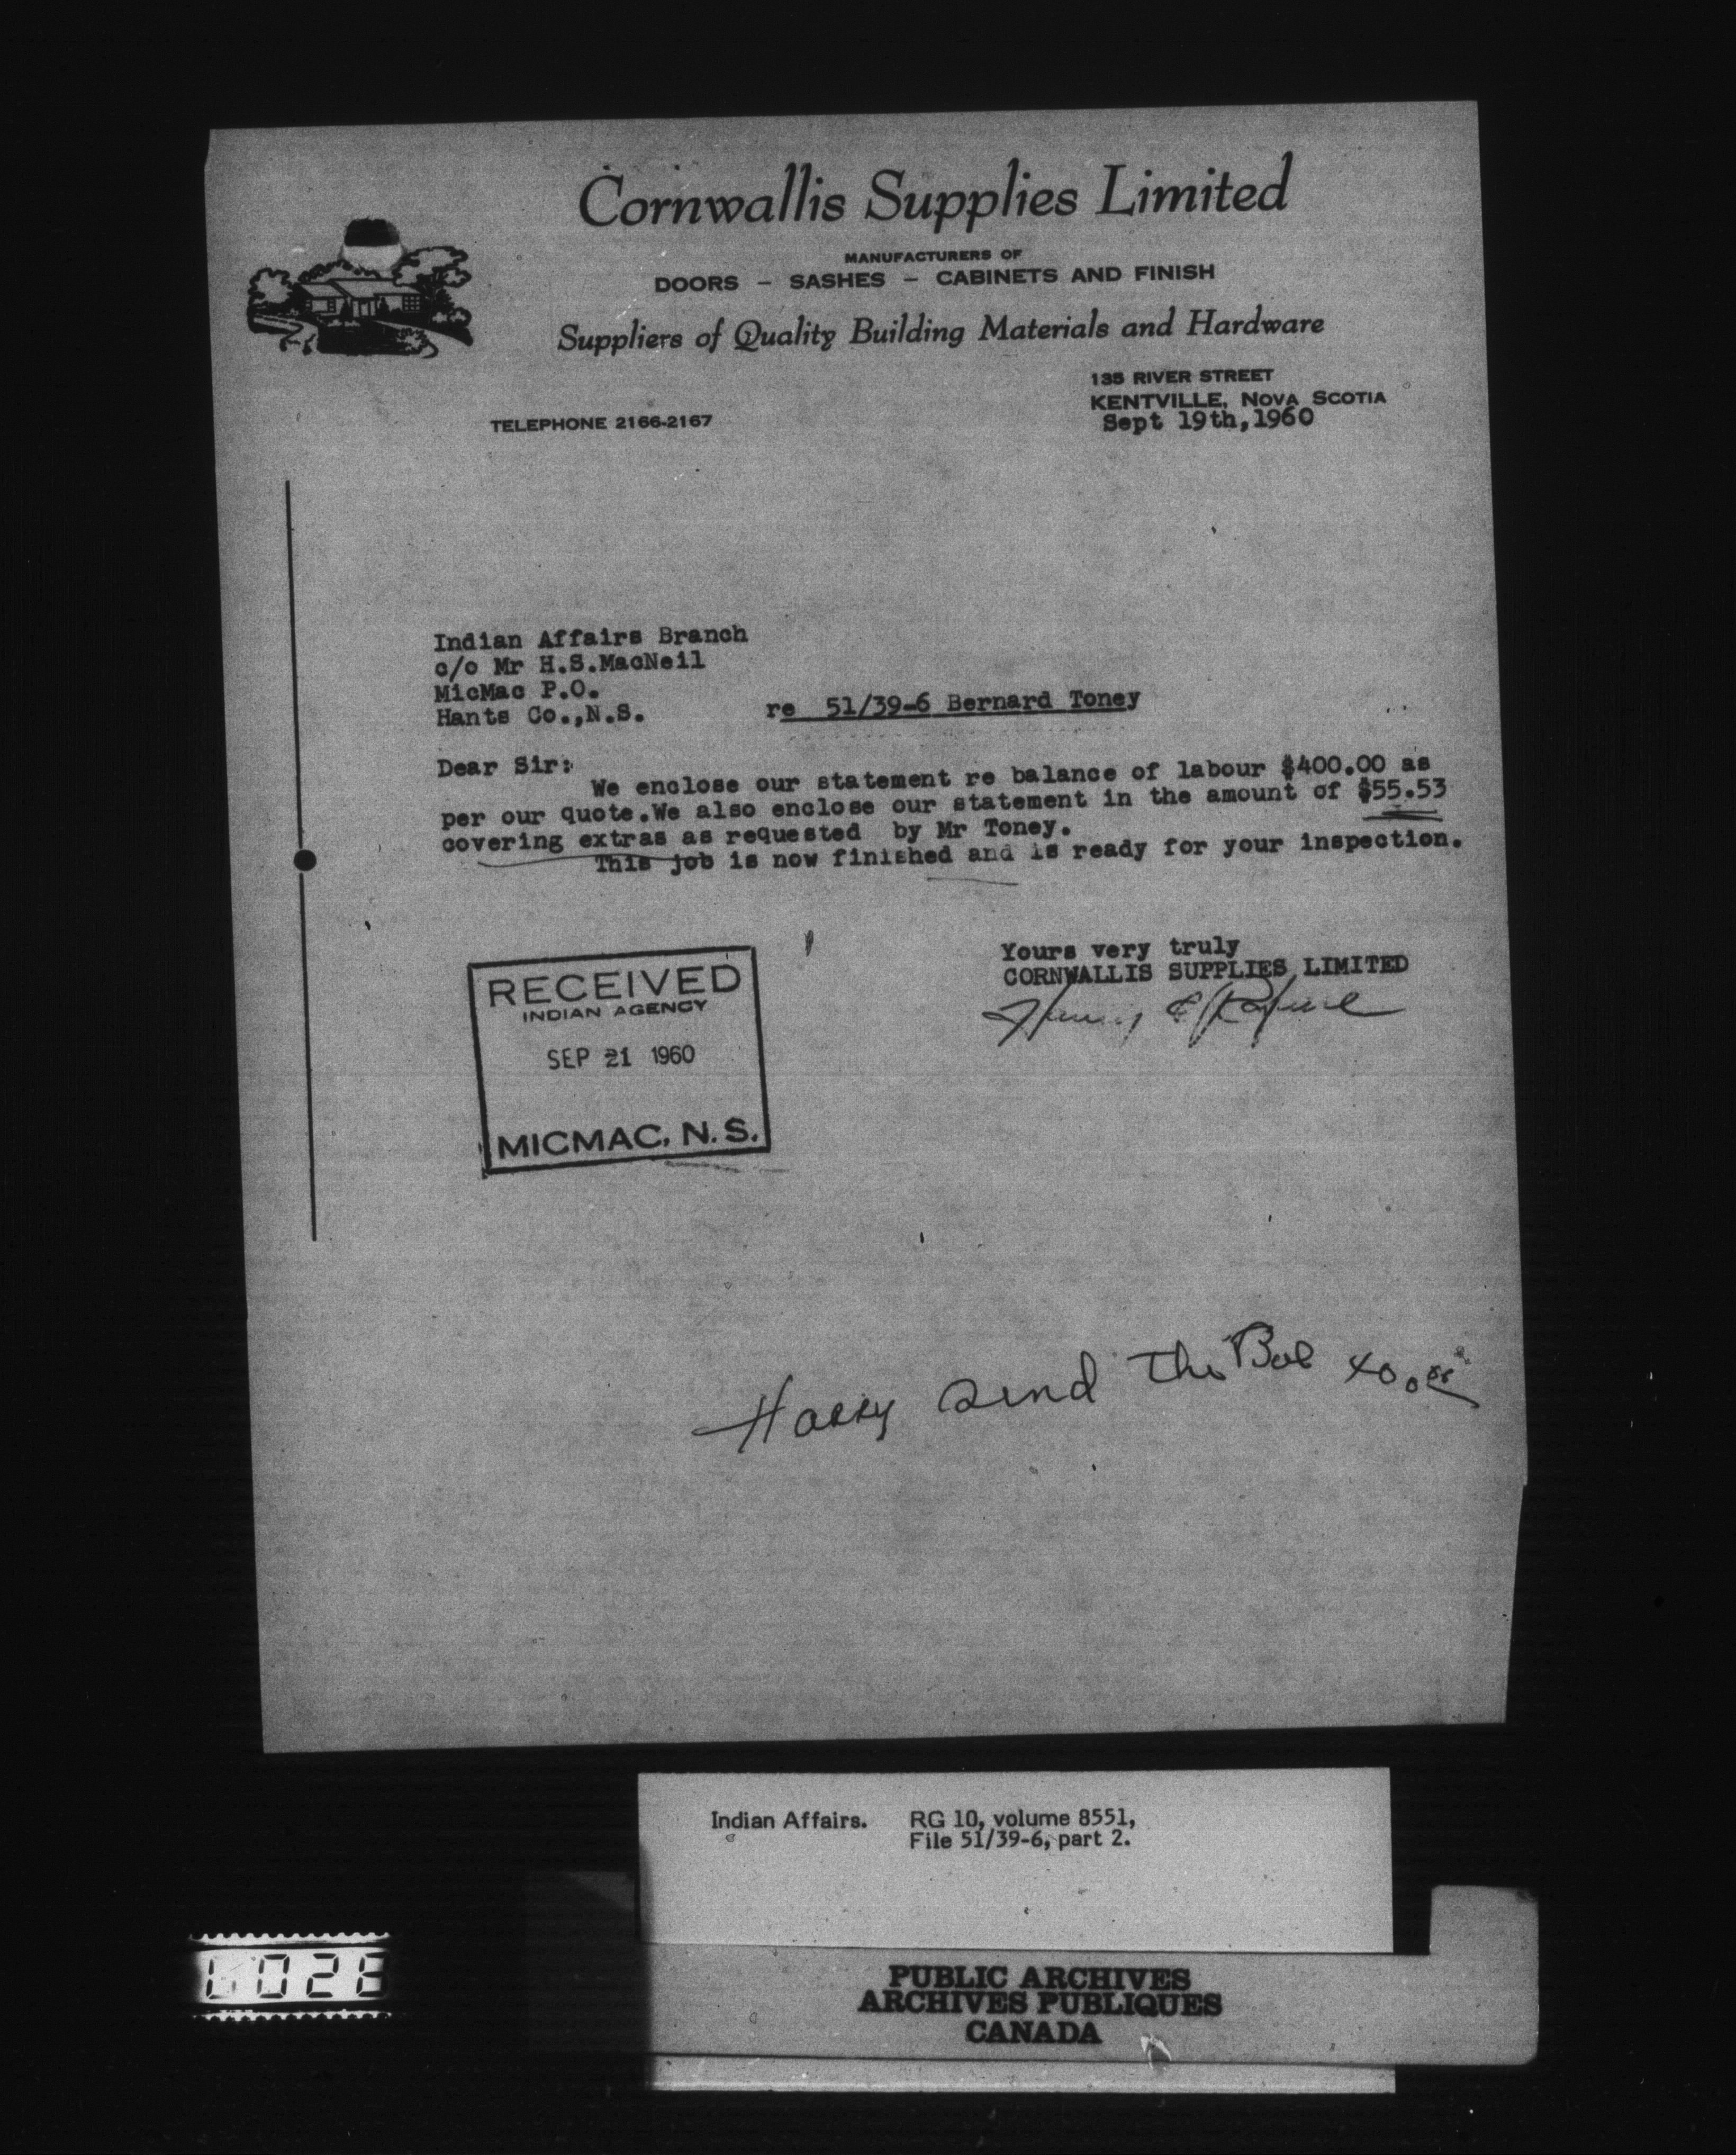 Cornwallis Supplies Limited
MANUFACTURERS OF
DOORS – SASHES – CABINETS AND FINISH
Suppliers of Quality Building Materials and Hardware
135 RIVER STREET
KENTVILLE, NOVA SCOTIA
TELEPHONE 2166-2167
Sept 19th,1960
Indian Affairs Branch
c/o Mr H.S.MacNeil
MicMac P.O.
Hants Co.,N.S.
re 51/39-6 Bernard Toney
Dear Sir:
We enclose our statement re balance of labour $400.00 as
per our quote.We also enclose our statement in the amount of $55.53
covering extras as requested by Mr Toney.
This job is now finished and is ready for your inspection.
Yours very truly
CORNWALLIS SUPPLIES LIMITED
RECEIVED
INDIAN AGENCY
SEP 21 1960
MICMAC, N.S.
Harry Send The Bal
Indian Affairs. RG 10, volume 8551,
File 51/39-6, part 2.
PUBLIC ARCHIVES
ARCHIVES PUBLIQUES
CANADA